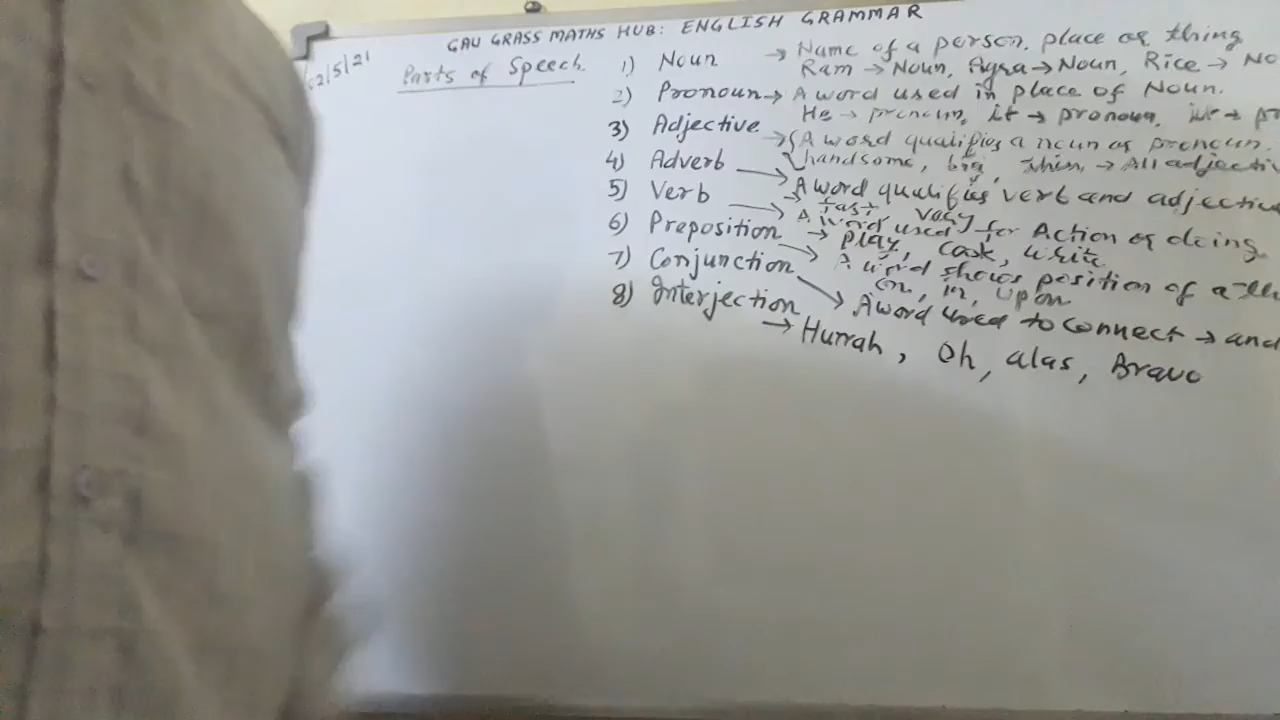 GAU GRASS MATHS HUB: ENGLISH GRAMMAR
2/5/21
Parts of Speech
1) Noun → Name of a person, place or thing
Ram → Noun, Agra → Noun, Rice → No
2) Pronoun → A word used in place of Noun.
He → pronoun, it → pronoun,
3) Adjective → A word qualifies a noun or pronoun.
handsome, big, thin, → All adjecti
4) Adverb → A word qualifies verb and adjective
→ fast, very
5) Verb → A word used for Action or doing
→ play, cook, write
6) Preposition → A word shows position of a
on, in, upon
7) Conjunction → A word used to connect → and
8) Interjection
→ Hurrah, Oh, alas, Bravo